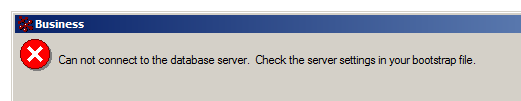 Business
Can not connect to the database server.  Check the server settings in your bootstrap file.